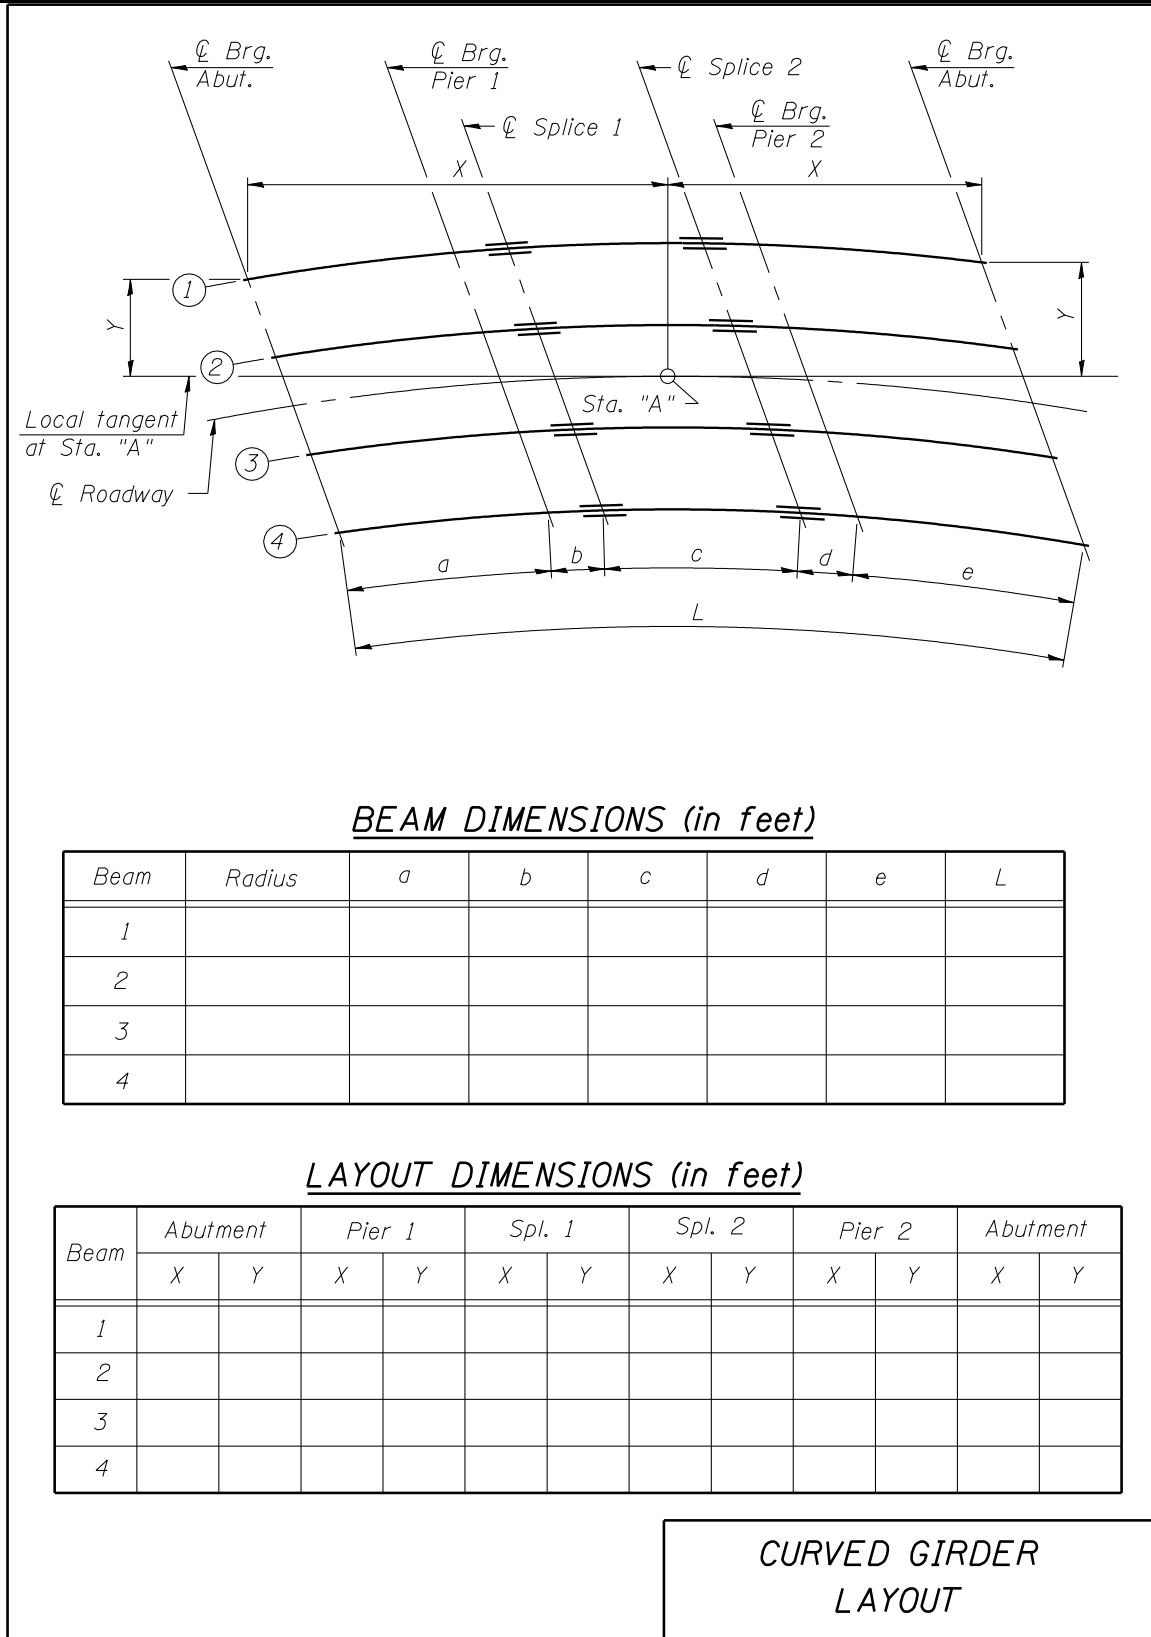 ℄ Brg.
Abut.
℄ Brg.
Pier 1
℄ Splice 2
℄ Brg.
Abut.
℄ Splice 1
℄ Brg.
Pier 2
X
X
1
Y
Y
2
Sta. "A"
Local tangent
at Sta. "A"
3
℄ Roadway
4
a
b
c
d
e
L
BEAM DIMENSIONS (in feet)
Beam Radius a b c d e L
1
2
3
4
LAYOUT DIMENSIONS (in feet)
Beam Abutment Pier 1 Spl. 1 Spl. 2 Pier 2 Abutment
X Y X Y X Y X Y X Y X Y
1
2
3
4
CURVED GIRDER
LAYOUT